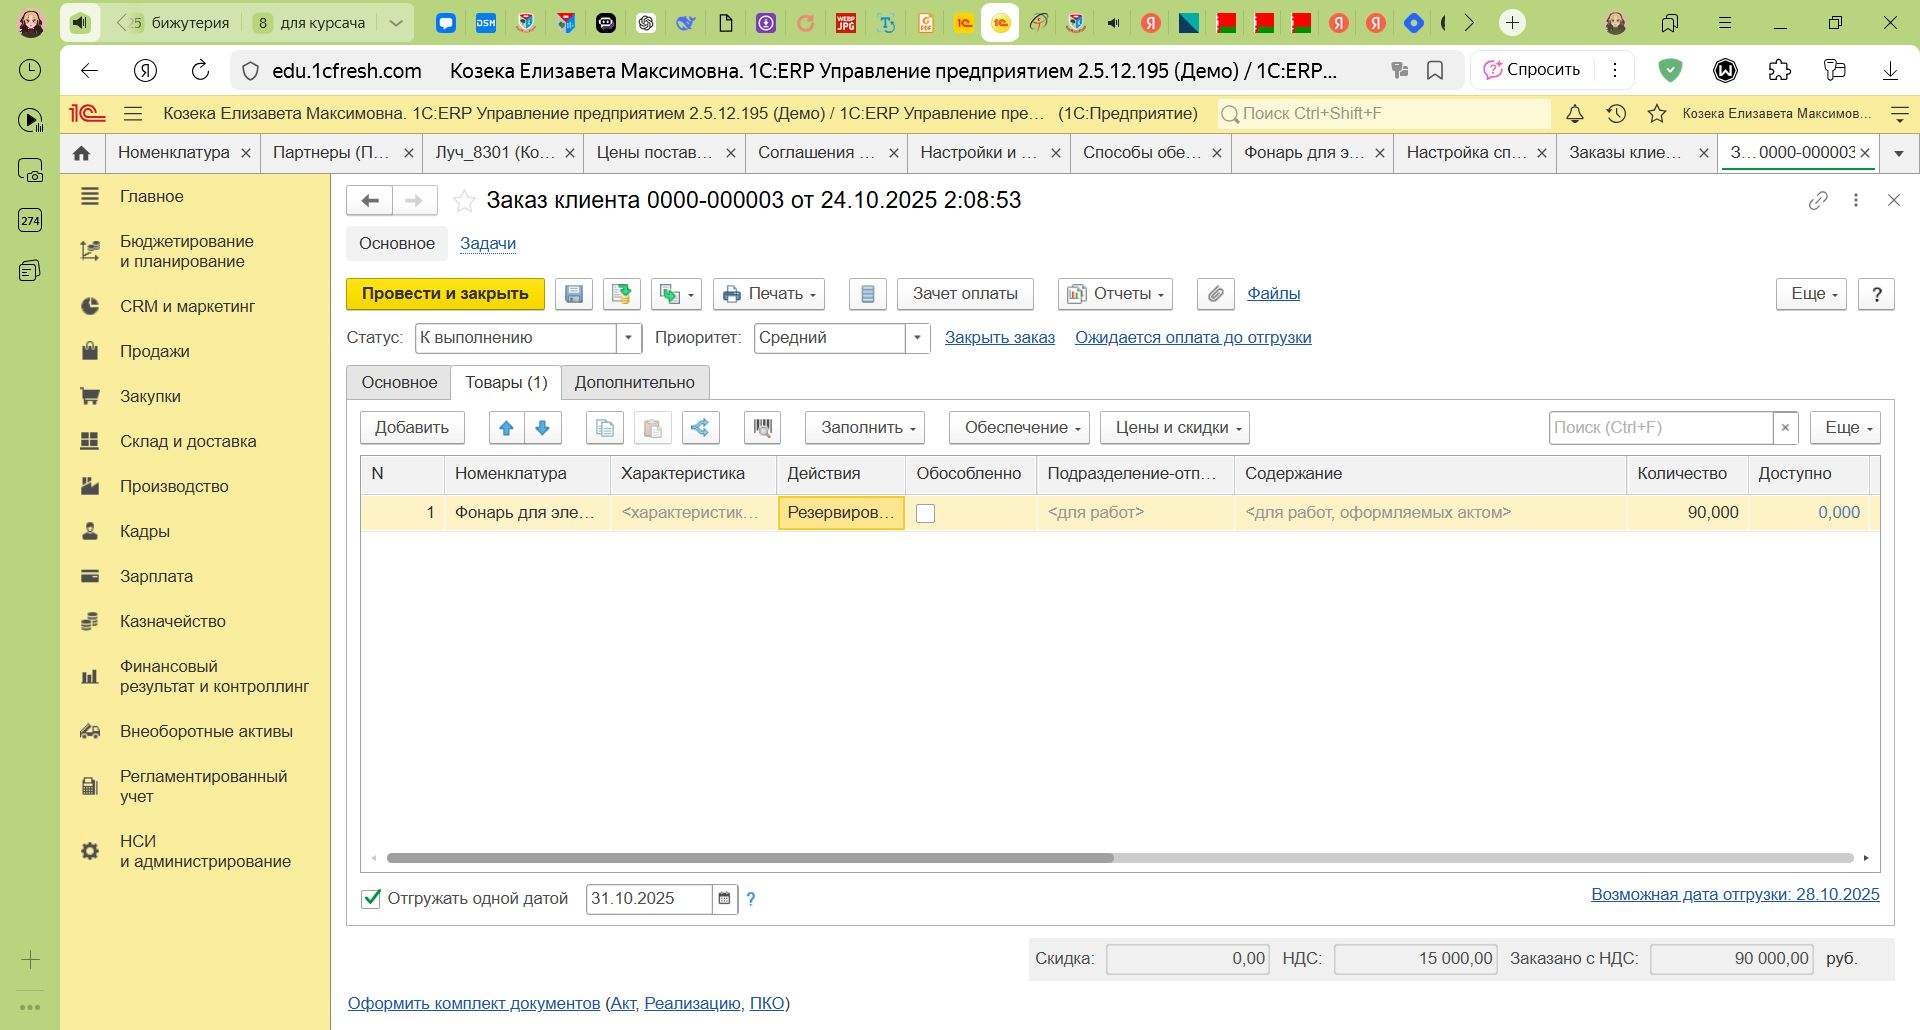 25 бижутерия 8 для курсача
edu.1cfresh.com Козека Елизавета Максимовна. 1С:ERP Управление предприятием 2.5.12.195 (Демо) / 1С:ERP... Спросить
Козека Елизавета Максимовна. 1С:ERP Управление предприятием 2.5.12.195 (Демо) / 1С:ERP Управление пре... (1С:Предприятие) Поиск Ctrl+Shift+F Козека Елизавета Максимов...
Номенклатура Партнеры (П... Луч_8301 (Ко... Цены постав... Соглашения ... Настройки и ... Способы обе... Фонарь для э... Настройка сп... Заказы клие... З...0000-000003
274
Главное
Бюджетирование
и планирование
CRM и маркетинг
Продажи
Закупки
Склад и доставка
Производство
Кадры
Зарплата
Казначейство
Финансовый
результат и контроллинг
Внеоборотные активы
Регламентированный
учет
НСИ
и администрирование
Заказ клиента 0000-000003 от 24.10.2025 2:08:53
Основное Задачи
Провести и закрыть Печать Зачет оплаты Отчеты Файлы Еще ?
Статус: К выполнению Приоритет: Средний Закрыть заказ Ожидается оплата до отгрузки
Основное Товары (1) Дополнительно
Добавить Заполнить Обеспечение Цены и скидки Поиск (Ctrl+F) × Еще
N Номенклатура Характеристика Действия Обособленно Подразделение-отп... Содержание Количество Доступно
1 Фонарь для эле... <характеристик... Резервиров... <для работ> <для работ, оформляемых актом> 90,000 0,000
Отгружать одной датой 31.10.2025 ? Возможная дата отгрузки: 28.10.2025
Скидка: 0,00 НДС: 15 000,00 Заказано с НДС: 90 000,00 руб.
Оформить комплект документов (Акт, Реализацию, ПКО)